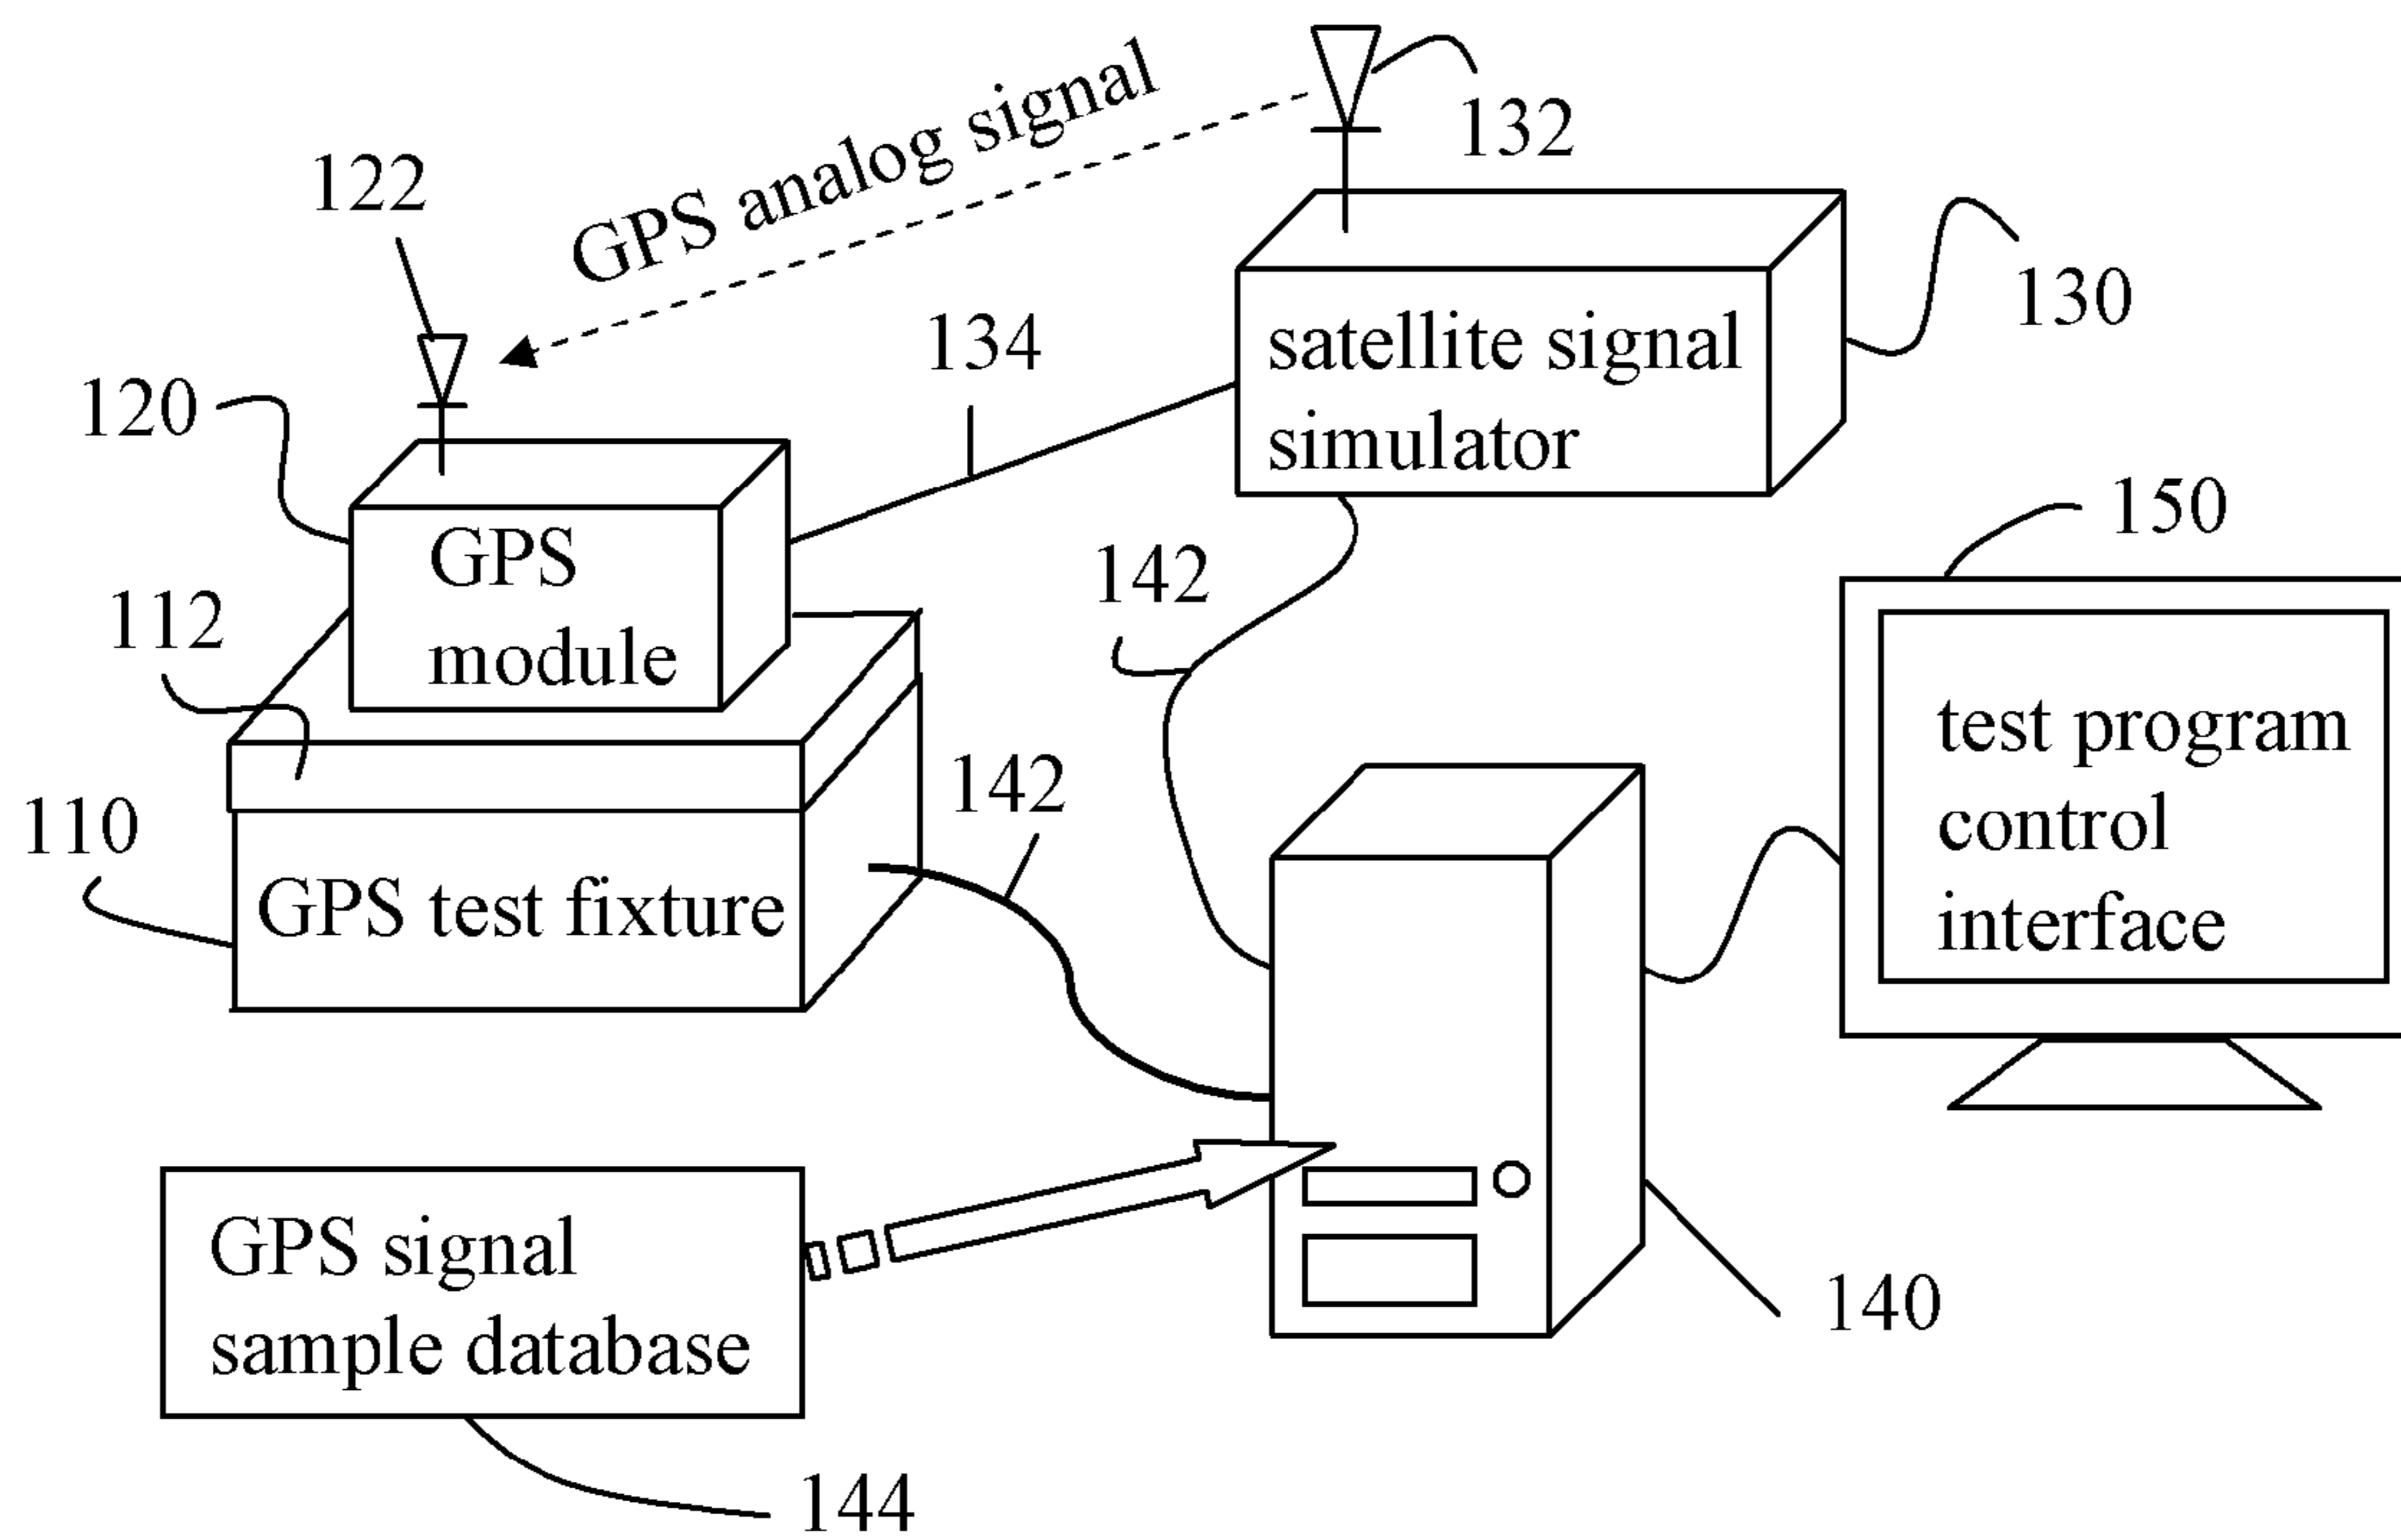 132
122
GPS analog signal
130
134
satellite signal
simulator
120
150
GPS
module
142
112
test program
control
interface
142
110
GPS test fixture
GPS signal
sample database
140
144